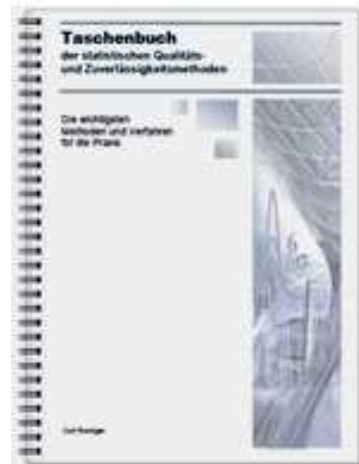 Taschenbuch
der statistischen Qualitäts-
und Zuverlässigkeitsmethoden
Die wichtigsten
Methoden und Verfahren
für die Praxis